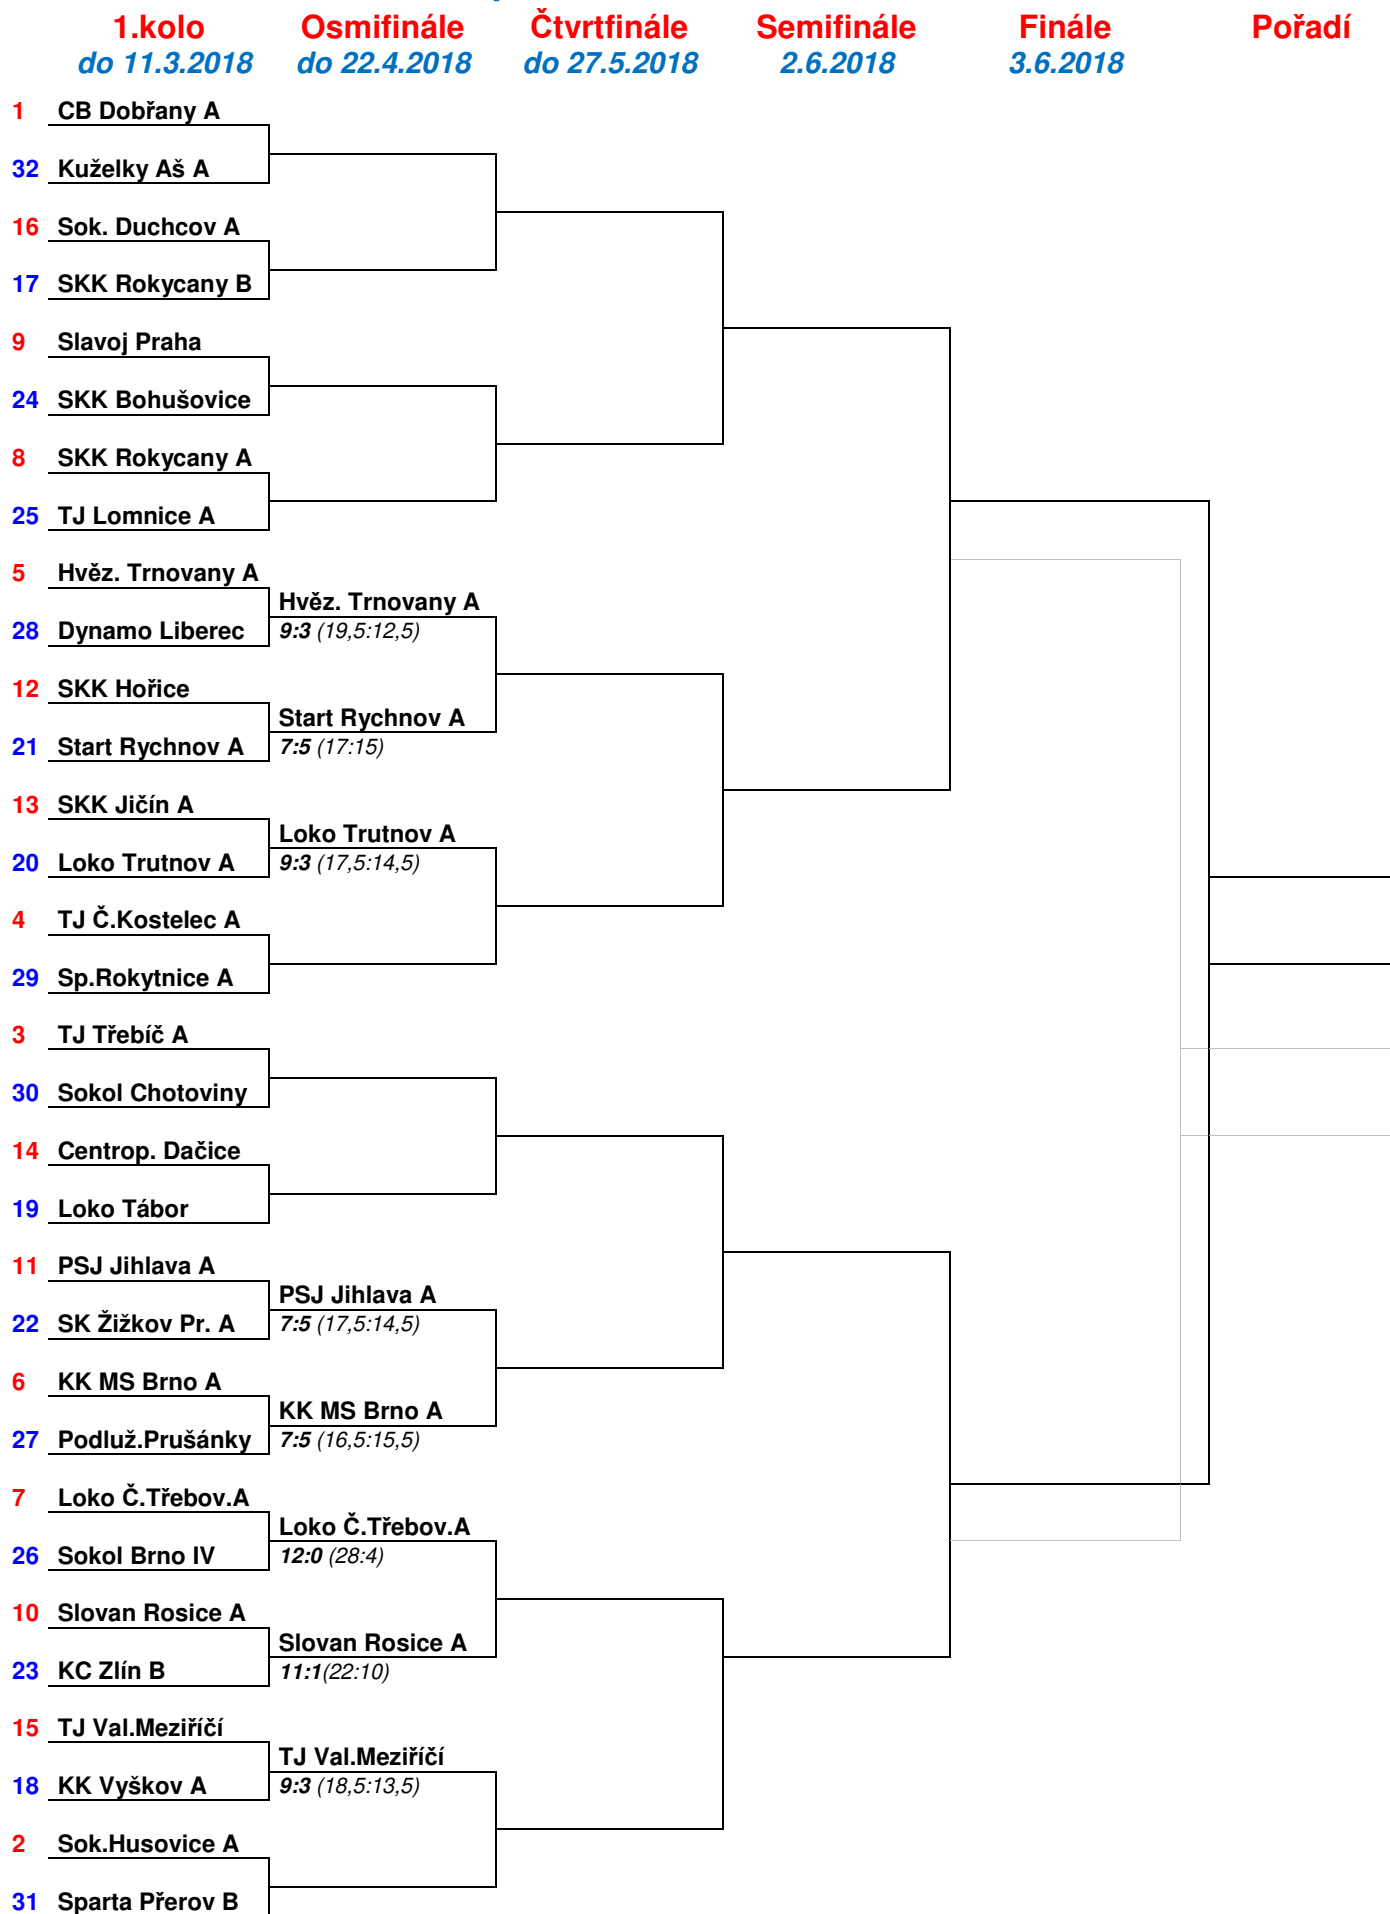 1.kolo Osmifinále Čtvrtfinále Semifinále Finále Pořadí
do 11.3.2018 do 22.4.2018 do 27.5.2018 2.6.2018 3.6.2018
1 CB Dobřany A
32 Kuželky Aš A
16 Sok. Duchcov A
17 SKK Rokycany B
9 Slavoj Praha
24 SKK Bohušovice
8 SKK Rokycany A
25 TJ Lomnice A
5 Hvěz. Trnovany A
Hvěz. Trnovany A
28 Dynamo Liberec 9:3 (19,5:12,5)
12 SKK Hořice
Start Rychnov A
21 Start Rychnov A 7:5 (17:15)
13 SKK Jičín A
Loko Trutnov A
20 Loko Trutnov A 9:3 (17,5:14,5)
4 TJ Č.Kostelec A
29 Sp.Rokytnice A
3 TJ Třebíč A
30 Sokol Chotoviny
14 Centrop. Dačice
19 Loko Tábor
11 PSJ Jihlava A
PSJ Jihlava A
22 SK Žižkov Pr. A 7:5 (17,5:14,5)
6 KK MS Brno A
KK MS Brno A
27 Podluž.Prušánky 7:5 (16,5:15,5)
7 Loko Č.Třebov.A
Loko Č.Třebov.A
26 Sokol Brno IV 12:0 (28:4)
10 Slovan Rosice A
Slovan Rosice A
23 KC Zlín B 11:1(22:10)
15 TJ Val.Meziříčí
TJ Val.Meziříčí
18 KK Vyškov A 9:3 (18,5:13,5)
2 Sok.Husovice A
31 Sparta Přerov B